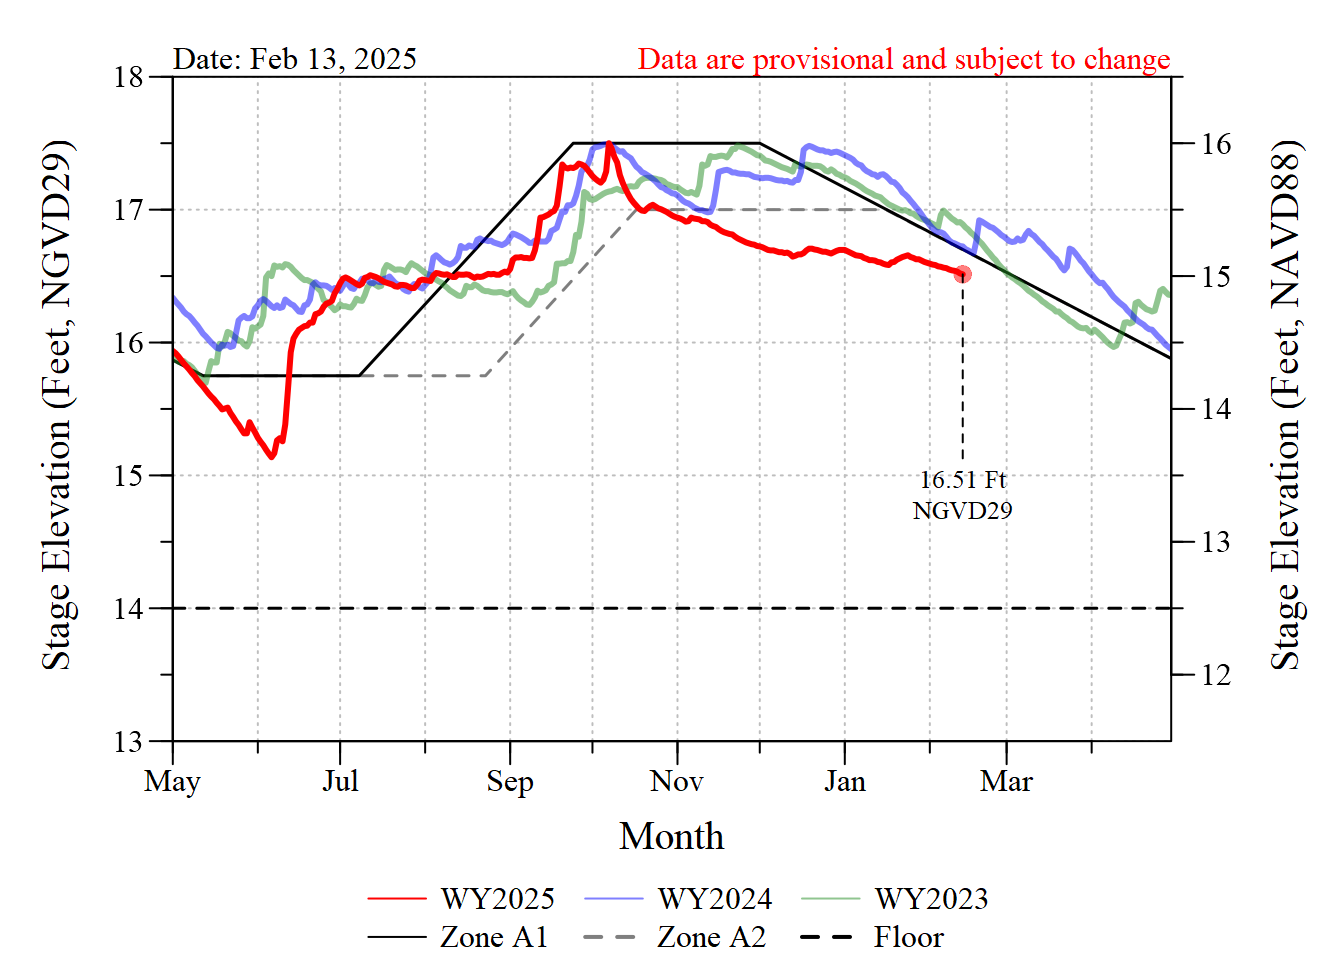 Date: Feb 13, 2025
Data are provisional and subject to change
18
17
16
15
14
13
Stage Elevation (Feet, NGVD29)
16
15
14
13
12
Stage Elevation (Feet, NAVD88)
16.51 Ft
NGVD29
May Jul Sep Nov Jan Mar
Month
WY2025 WY2024 WY2023
Zone A1 Zone A2 Floor